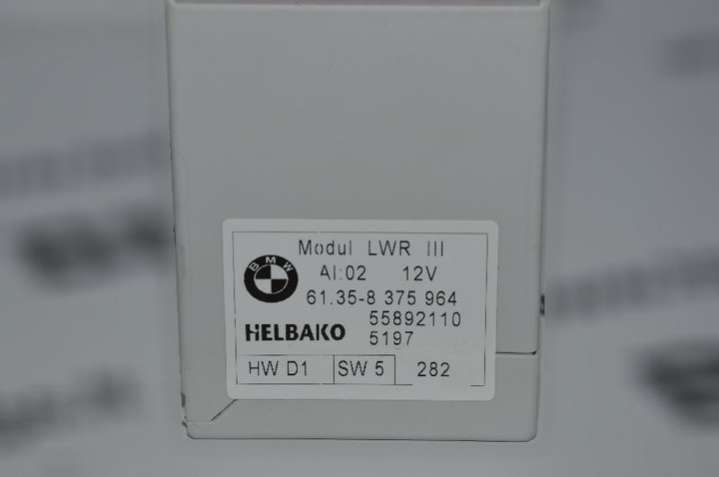 BMW
Modul LWR III
AI:02 12V
61.35-8 375 964
55892110
HELBAKO 5197
HW D1 SW 5 282